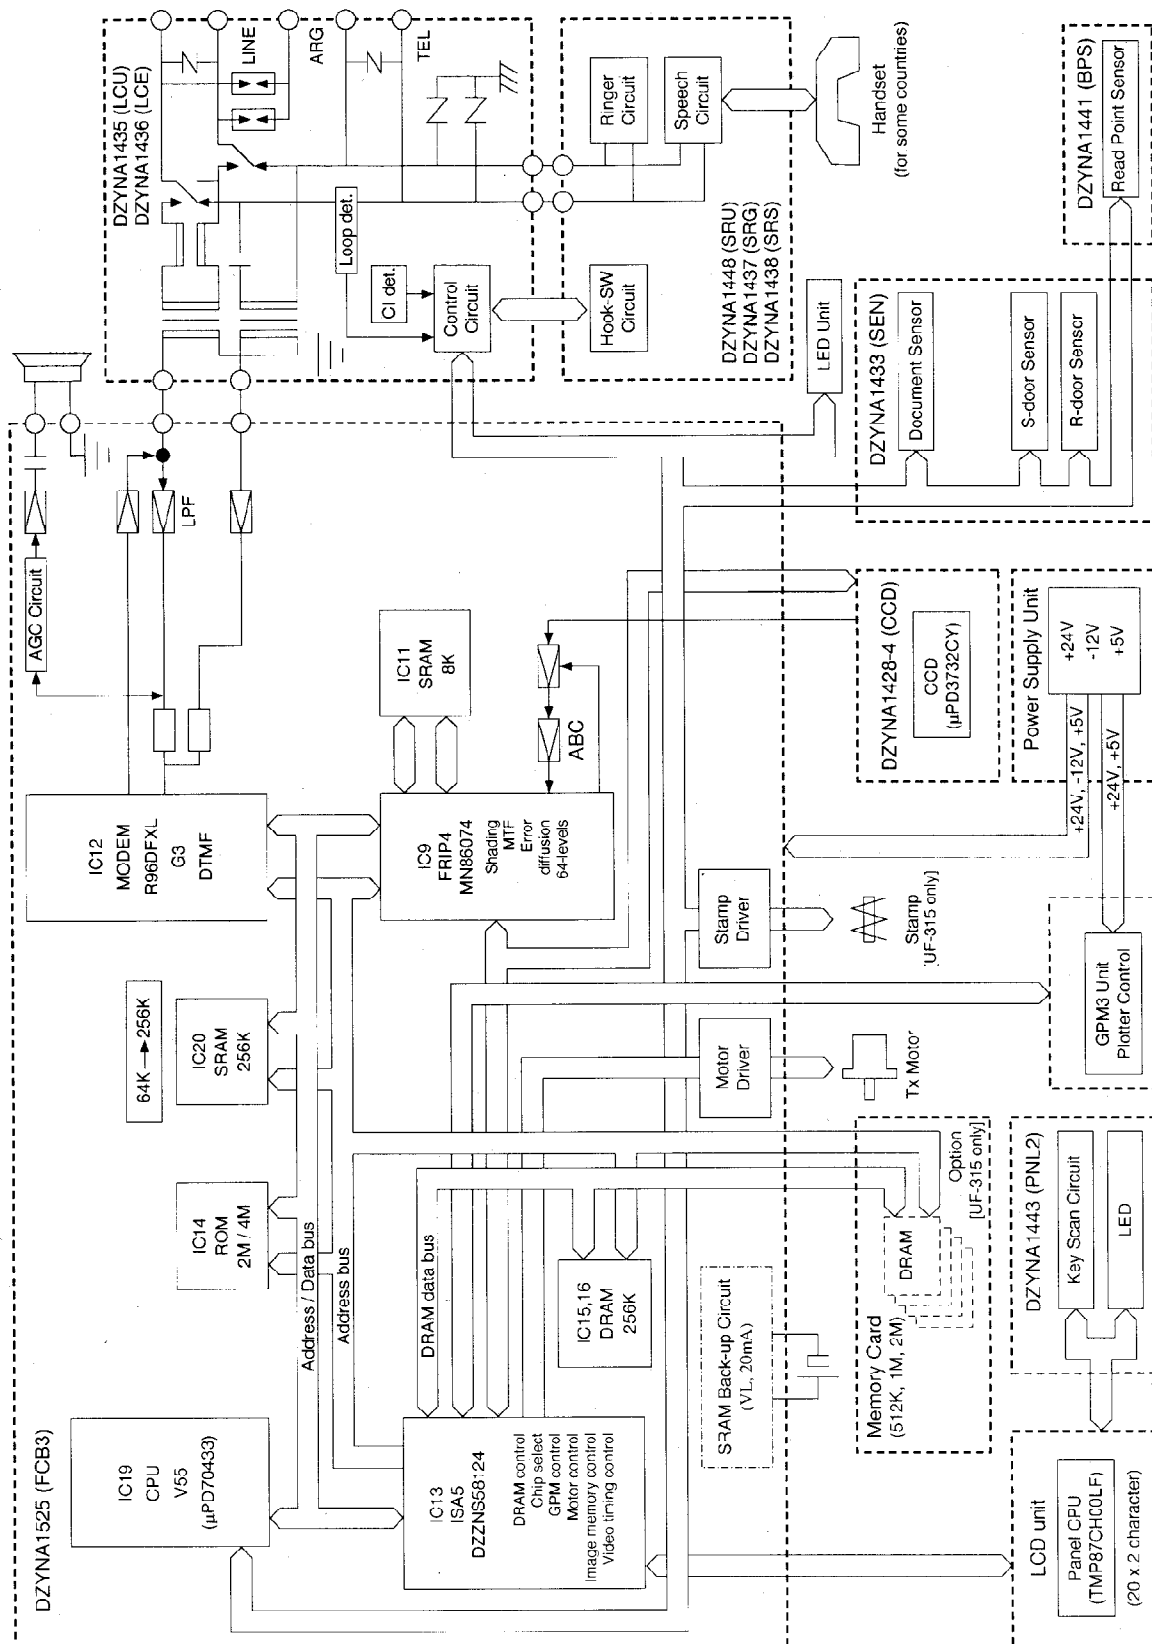 DZYNA1525 (FCB3)
IC19
CPU
V55
(µPD70433)
IC14
ROM
2M / 4M
64K → 256K
IC20
SRAM
256K
IC12
MODEM
R96DFXL
G3
DTMF
AGC Circuit
LPF
DZYNA1435 (LCU)
DZYNA1436 (LCE)
LINE
ARG
TEL
Loop det.
CI det.
Control
Circuit
Address / Data bus
Address bus
DRAM data bus
IC13
ISA5
DZZNS58124
DRAM control
Chip select
GPM control
Motor control
Image memory control
Video timing control
IC9
FRIP4
MN86074
Shading
MTF
Error
diffusion
64-levels
IC11
SRAM
8K
ABC
IC15,16
DRAM
256K
Ringer
Circuit
Speech
Circuit
Hook-SW
Circuit
DZYNA1448 (SRU)
DZYNA1437 (SRG)
DZYNA1438 (SRS)
Handset
(for some countries)
SRAM Back-up Circuit
(VL, 20mA)
Motor
Driver
Tx Motor
Stamp
Driver
Stamp
[UF-315 only]
LED Unit
Memory Card
(512K, 1M, 2M)
DRAM
Option
[UF-315 only]
DZYNA1428-4 (CCD)
CCD
(µPD3732CY)
DZYNA1433 (SEN)
Document Sensor
S-door Sensor
R-door Sensor
DZYNA1441 (BPS)
Read Point Sensor
Power Supply Unit
+24V
-12V
+5V
+24V, -12V, +5V
+24V, +5V
GPM3 Unit
Plotter Control
DZYNA1443 (PNL2)
Key Scan Circuit
LED
LCD unit
Panel CPU
(TMP87CH00LF)
(20 x 2 character)